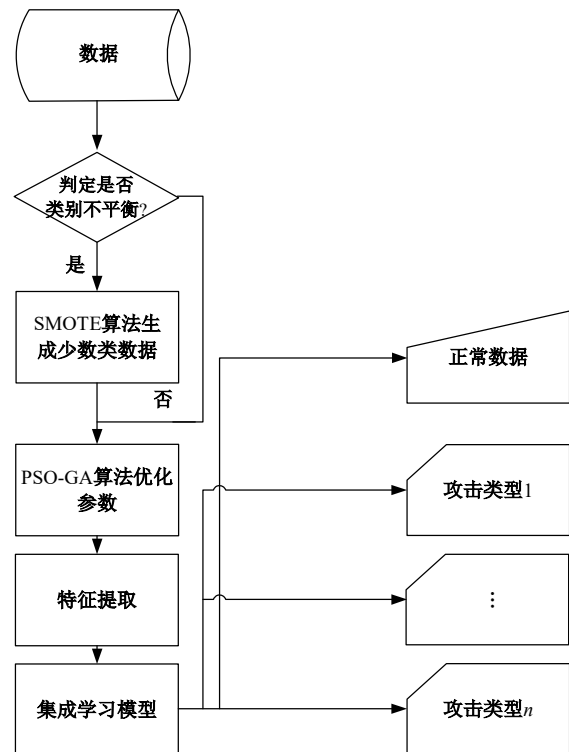 数据
判定是否
类别不平衡?
是
SMOTE算法生
成少数类数据
否
正常数据
PSO-GA算法优化
参数
攻击类型1
特征提取
⋮
集成学习模型
攻击类型n